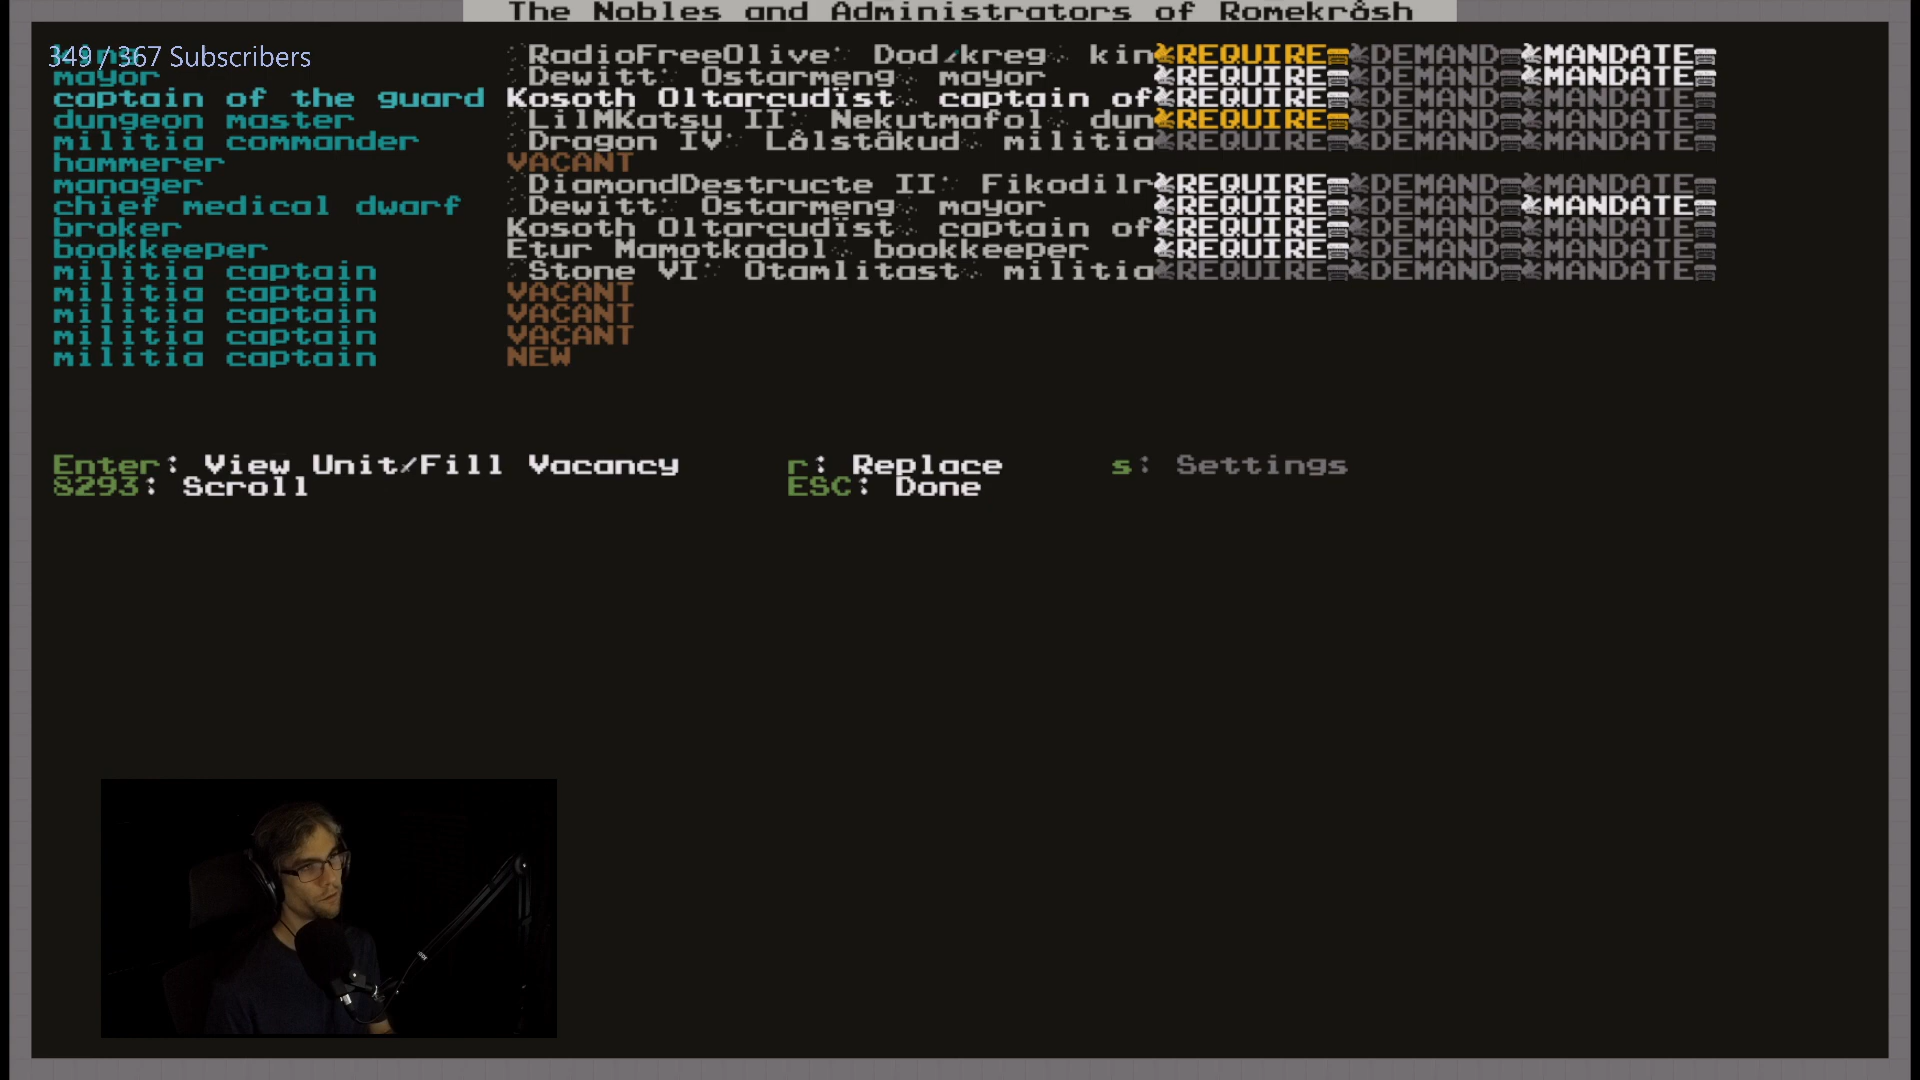 The Nobles and Administrators of Romekråsh
349 / 367 Subscribers
king RadioFreeOlive Dod kreg kin REQUIRE DEMAND MANDATE
mayor Dewitt Ostarmeng mayor REQUIRE DEMAND MANDATE
captain of the guard Kosoth Oltarcudïst captain of REQUIRE DEMAND MANDATE
dungeon master LilMKatsu II Nekutmafol dun REQUIRE DEMAND MANDATE
militia commander Dragon IV Lålstâkud militia REQUIRE DEMAND MANDATE
hammerer VACANT
manager DiamondDestructe II Fikodilr REQUIRE DEMAND MANDATE
chief medical dwarf Dewitt Ostarmeng mayor REQUIRE DEMAND MANDATE
broker Kosoth Oltarcudïst captain of REQUIRE DEMAND MANDATE
bookkeeper Etur Mamotkadol bookkeeper REQUIRE DEMAND MANDATE
militia captain Stone VI Otamlitast militia REQUIRE DEMAND MANDATE
militia captain VACANT
militia captain VACANT
militia captain VACANT
militia captain NEW
Enter: View Unit/Fill Vacancy r: Replace s: Settings
8293: Scroll ESC: Done